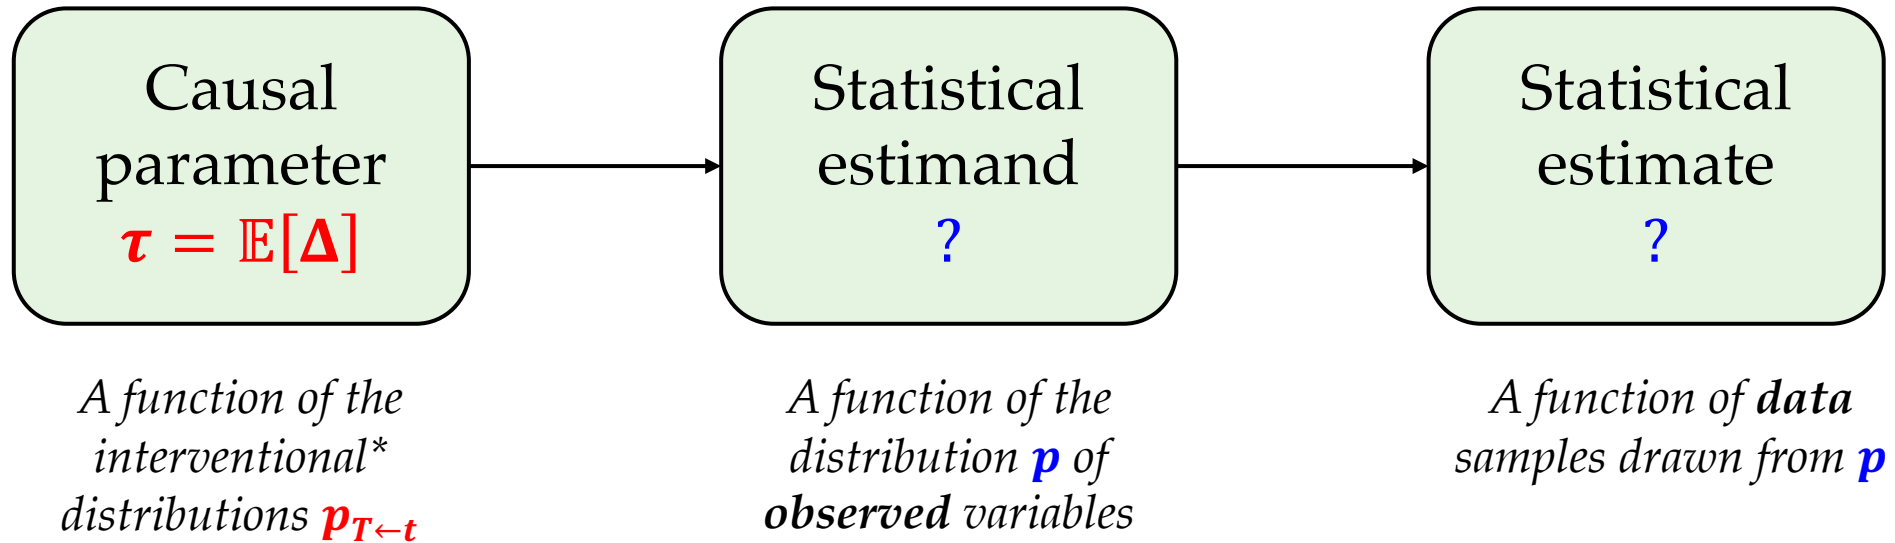 Causal
parameter
τ = 𝔼[Δ]
Statistical
estimand
?
Statistical
estimate
?
A function of the
interventional*
distributions p_{T←t}
A function of the
distribution p of
observed variables
A function of data
samples drawn from p